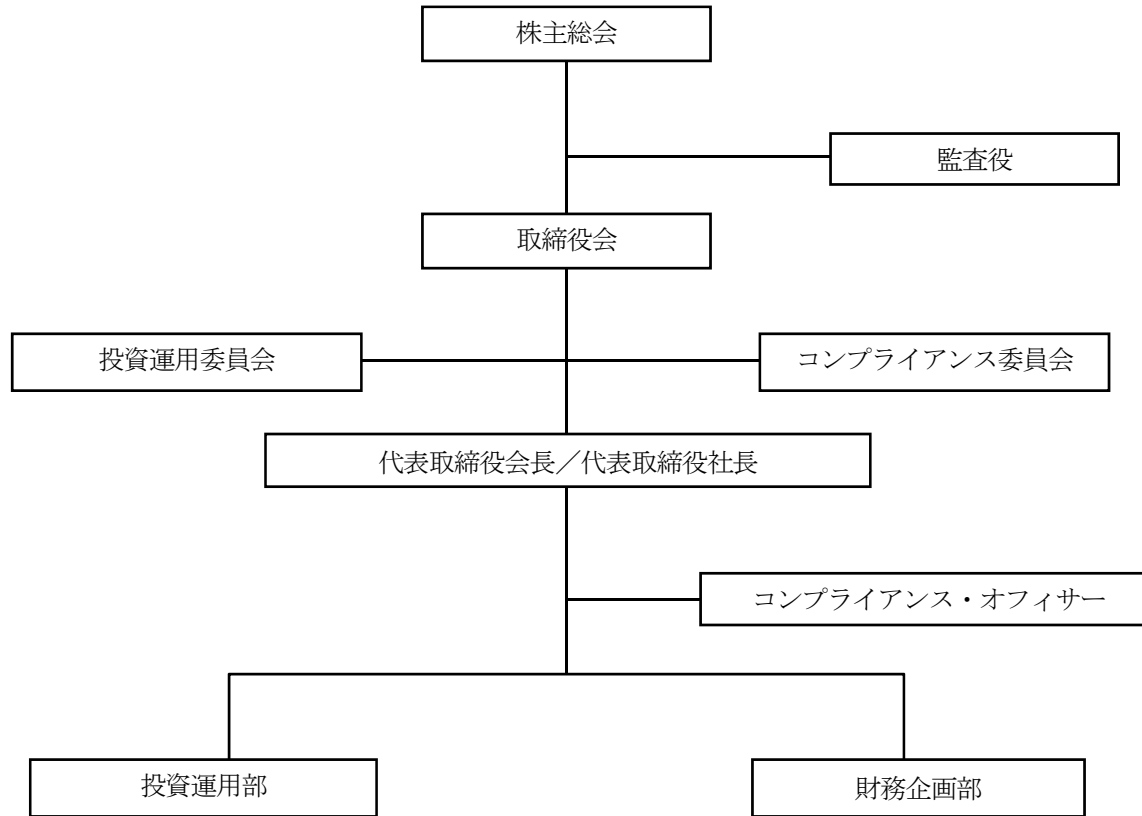 株主総会
監査役
取締役会
投資運用委員会
コンプライアンス委員会
代表取締役会長／代表取締役社長
コンプライアンス・オフィサー
投資運用部
財務企画部